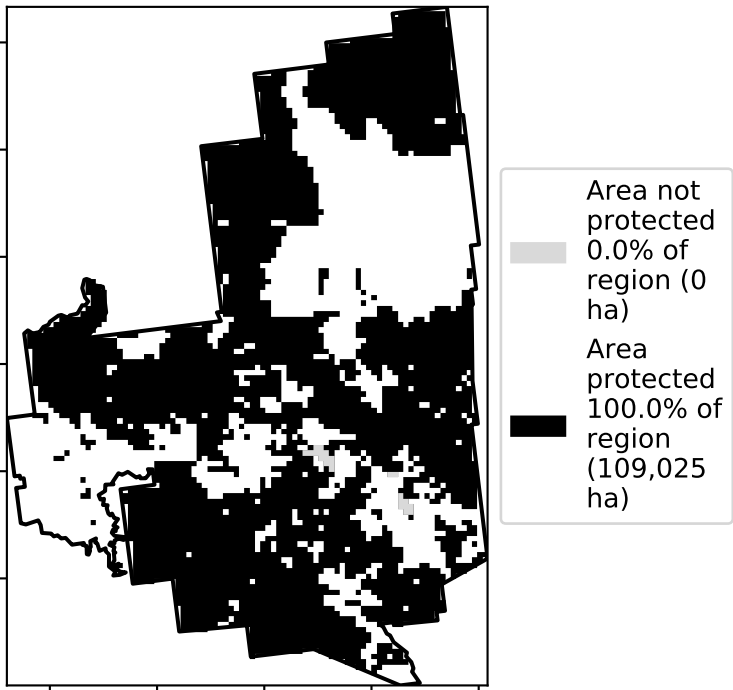 Area not
protected
0.0% of
region (0
ha)
Area
protected
100.0% of
region
(109,025
ha)